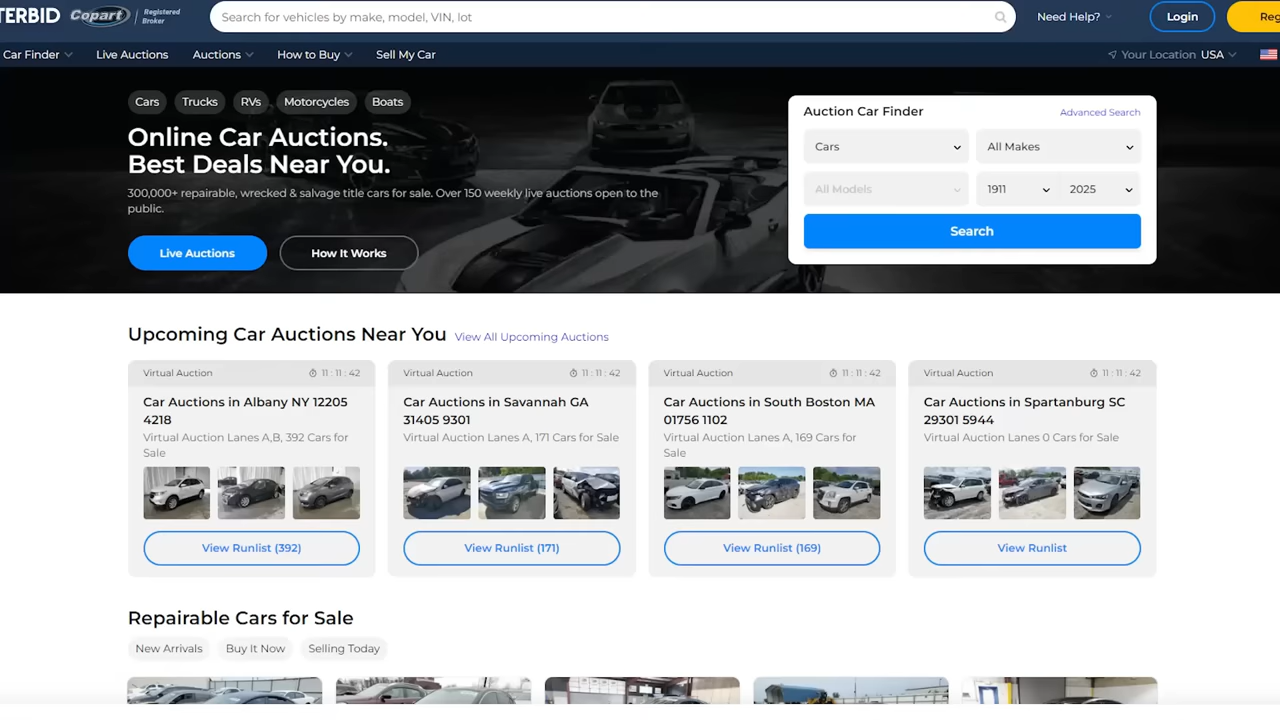 TERBID Copart Registered Broker
Search for vehicles by make, model, VIN, lot
Need Help?
Login
Reg
Car Finder
Live Auctions
Auctions
How to Buy
Sell My Car
Your Location USA
Cars
Trucks
RVs
Motorcycles
Boats
Online Car Auctions.
Best Deals Near You.
300,000+ repairable, wrecked & salvage title cars for sale. Over 150 weekly live auctions open to the
public.
Live Auctions
How It Works
Auction Car Finder
Advanced Search
Cars
All Makes
All Models
1911
2025
Search
Upcoming Car Auctions Near You
View All Upcoming Auctions
Virtual Auction
11 : 11 : 42
Car Auctions in Albany NY 12205
4218
Virtual Auction Lanes A,B, 392 Cars for
Sale
View Runlist (392)
Virtual Auction
11 : 11 : 42
Car Auctions in Savannah GA
31405 9301
Virtual Auction Lanes A, 171 Cars for Sale
View Runlist (171)
Virtual Auction
11 : 11 : 42
Car Auctions in South Boston MA
01756 1102
Virtual Auction Lanes A, 169 Cars for
Sale
View Runlist (169)
Virtual Auction
11 : 11 : 42
Car Auctions in Spartanburg SC
29301 5944
Virtual Auction Lanes 0 Cars for Sale
View Runlist
Repairable Cars for Sale
New Arrivals
Buy It Now
Selling Today